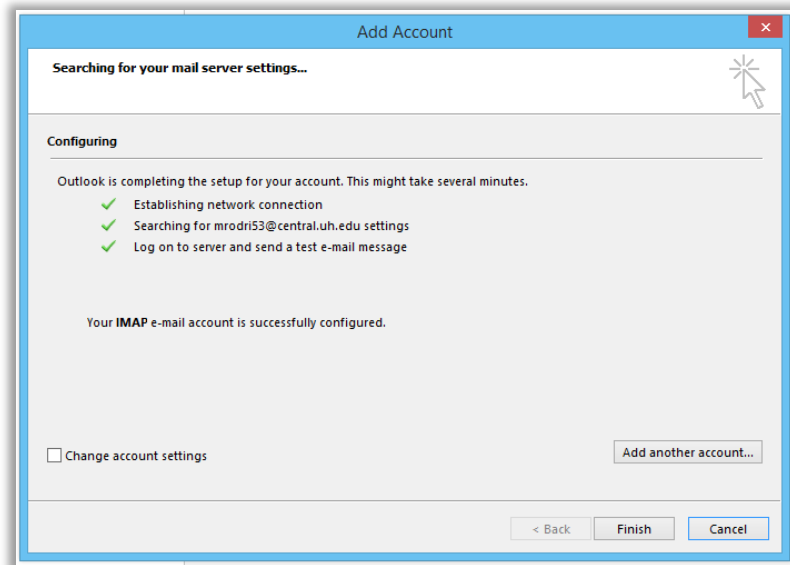 Add Account
Searching for your mail server settings...
Configuring
Outlook is completing the setup for your account. This might take several minutes.
Establishing network connection
Searching for mrodri53@central.uh.edu settings
Log on to server and send a test e-mail message
Your IMAP e-mail account is successfully configured.
Change account settings
Add another account...
< Back Finish Cancel